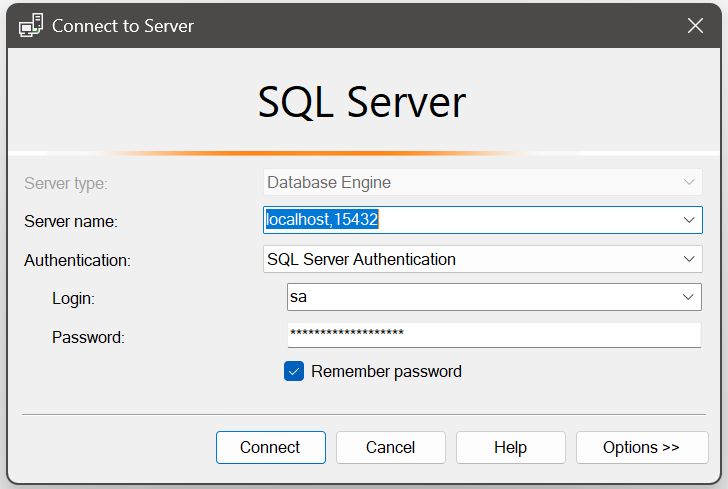 Connect to Server
SQL Server
Server type: Database Engine
Server name: localhost,15432
Authentication: SQL Server Authentication
Login: sa
Password: *******************
Remember password
Connect Cancel Help Options >>